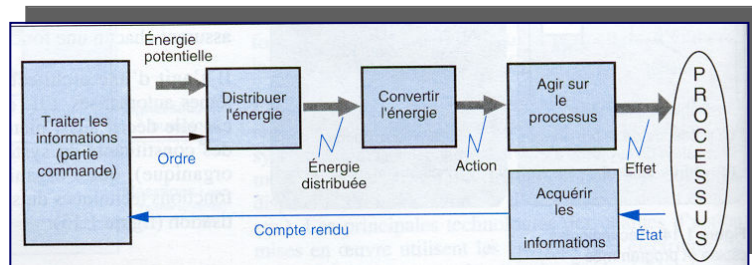 Énergie
potentielle
Traiter les
informations
(partie
commande)
Ordre
Distribuer
l'énergie
Énergie
distribuée
Convertir
l'énergie
Action
Agir sur
le
processus
Effet
PROCESSUS
État
Acquérir
les
informations
Compte rendu